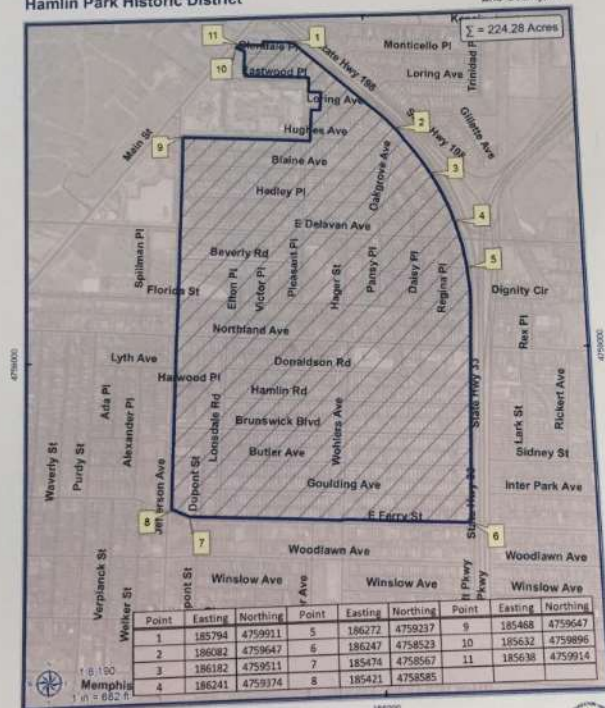 Hamlin Park Historic District
Σ = 224.28 Acres
11
1
Glendale Pl
State Hwy 198
Monticello Pl
Trinidad Pl
10
Eastwood Pl
Loring Ave
Loring Ave
2
Gillette Ave
Main St
9
Hughes Ave
Hwy 198
Blaine Ave
Oakgrove Ave
3
Hedley Pl
4
E Delavan Ave
Spillman Pl
Beverly Rd
5
Florida St
Elton Pl
Victor Pl
Pleasant Pl
Hager St
Pansy Pl
Daisy Pl
Regina Pl
Dignity Cir
Northland Ave
Rex Pl
4759000
4759000
Lyth Ave
Donaldson Rd
Harwood Pl
State Hwy 33
Rickert Ave
Ada Pl
Alexander Pl
Hamlin Rd
Lonsdale Rd
Brunswick Blvd
Wohlers Ave
Lark St
Waverly St
Purdy St
Butler Ave
Sidney St
Jefferson Ave
Dupont St
Goulding Ave
Inter Park Ave
State Hwy 33
8
E Ferry St
7
6
Woodlawn Ave
Woodlawn Ave
Verplanck St
Welker St
pont St
Winslow Ave
r Ave
Winslow Ave
tt Pkwy
Pkwy
Winslow Ave
Point Easting Northing Point Easting Northing Point Easting Northing
1 185794 4759911 5 186272 4759237 9 185468 4759647
2 186082 4759647 6 186247 4758523 10 185632 4759896
3 186182 4759511 7 185474 4758567 11 185638 4759914
4 186241 4759374 8 185421 4758585
1:8,190
Memphis
1 in = 682 ft